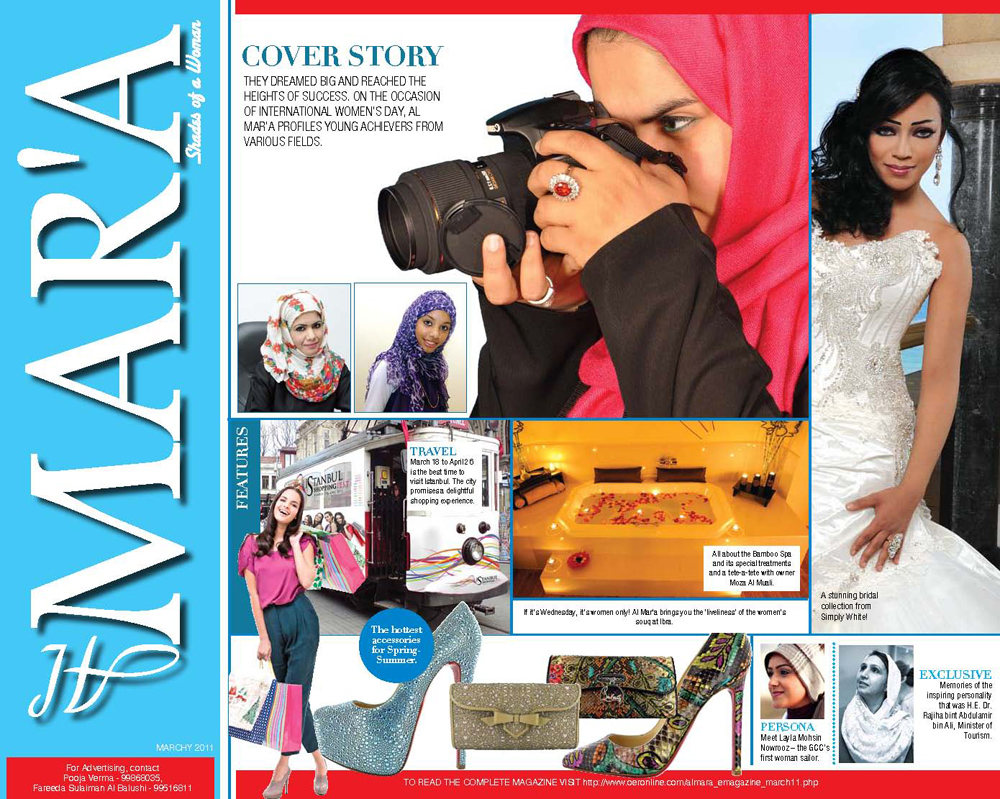 Al MAR'A
Shades of a Woman
MARCHY 2011
For Advertising, contact
Pooja Verma - 99868035,
Fareeda Sulaiman Al Balushi - 99516811
COVER STORY
THEY DREAMED BIG AND REACHED THE
HEIGHTS OF SUCCESS. ON THE OCCASION
OF INTERNATIONAL WOMEN'S DAY, AL
MAR'A PROFILES YOUNG ACHIEVERS FROM
VARIOUS FIELDS.
FEATURES
TRAVEL
March 18 to April 26
is the best time to
visit Istanbul. The city
promises a delightful
shopping experience.
ISTANBUL
SHOPPING FEST
All about the Bamboo Spa
and its special treatments
and a tete-a-tete with owner
Moza Al Muali.
If it's Wednesday, it's women only! Al Mar'a brings you the 'liveliness' of the women's
souq at Ibra.
A stunning bridal
collection from
Simply White!
The hottest
accessories
for Spring-
Summer.
PERSONA
Meet Layla Mohsin
Nowrooz – the GCC's
first woman sailor.
EXCLUSIVE
Memories of the
inspiring personality
that was H.E. Dr.
Rajiha bint Abdulamir
bin Ali, Minister of
Tourism.
TO READ THE COMPLETE MAGAZINE VISIT http://www.oeronline.com/almara_emagazine_march11.php